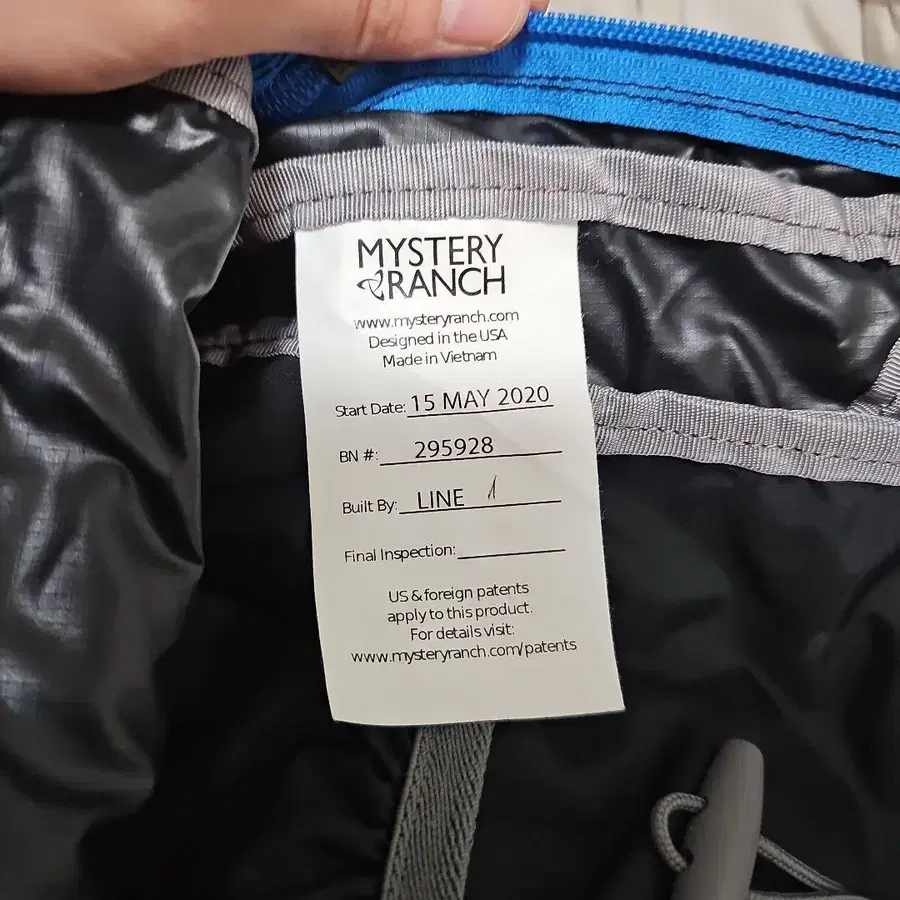 MYSTERY
RANCH
www.mysteryranch.com
Designed in the USA
Made in Vietnam
Start Date: 15 MAY 2020
BN #: 295928
Built By: LINE 1
Final Inspection:
US & foreign patents
apply to this product.
For details visit:
www.mysteryranch.com/patents